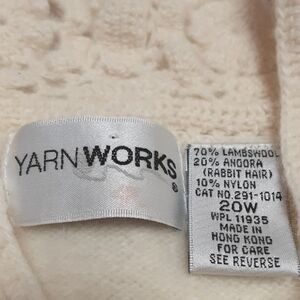 YARNWORKS®
70% LAMBSWOOL
20% ANGORA
(RABBIT HAIR)
10% NYLON
CAT NO.291-1014
20W
WPL 11935
MADE IN
HONG KONG
FOR CARE
SEE REVERSE